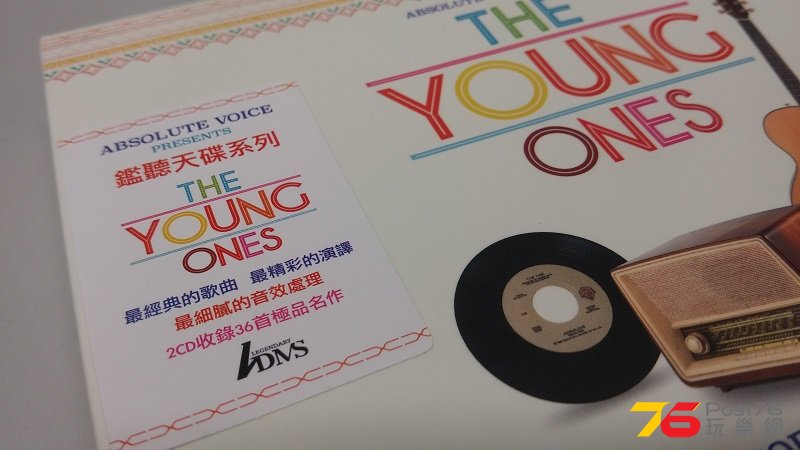 ABSOLUTE
THE
YOUNG
ONES
ABSOLUTE VOICE
PRESENTS
鑑聽天碟系列
THE
YOUNG
ONES
最經典的歌曲 最精彩的演譯
最細膩的音效處理
2CD收錄36首極品名作
LEGENDARY
DMS
76 Post76
玩樂網